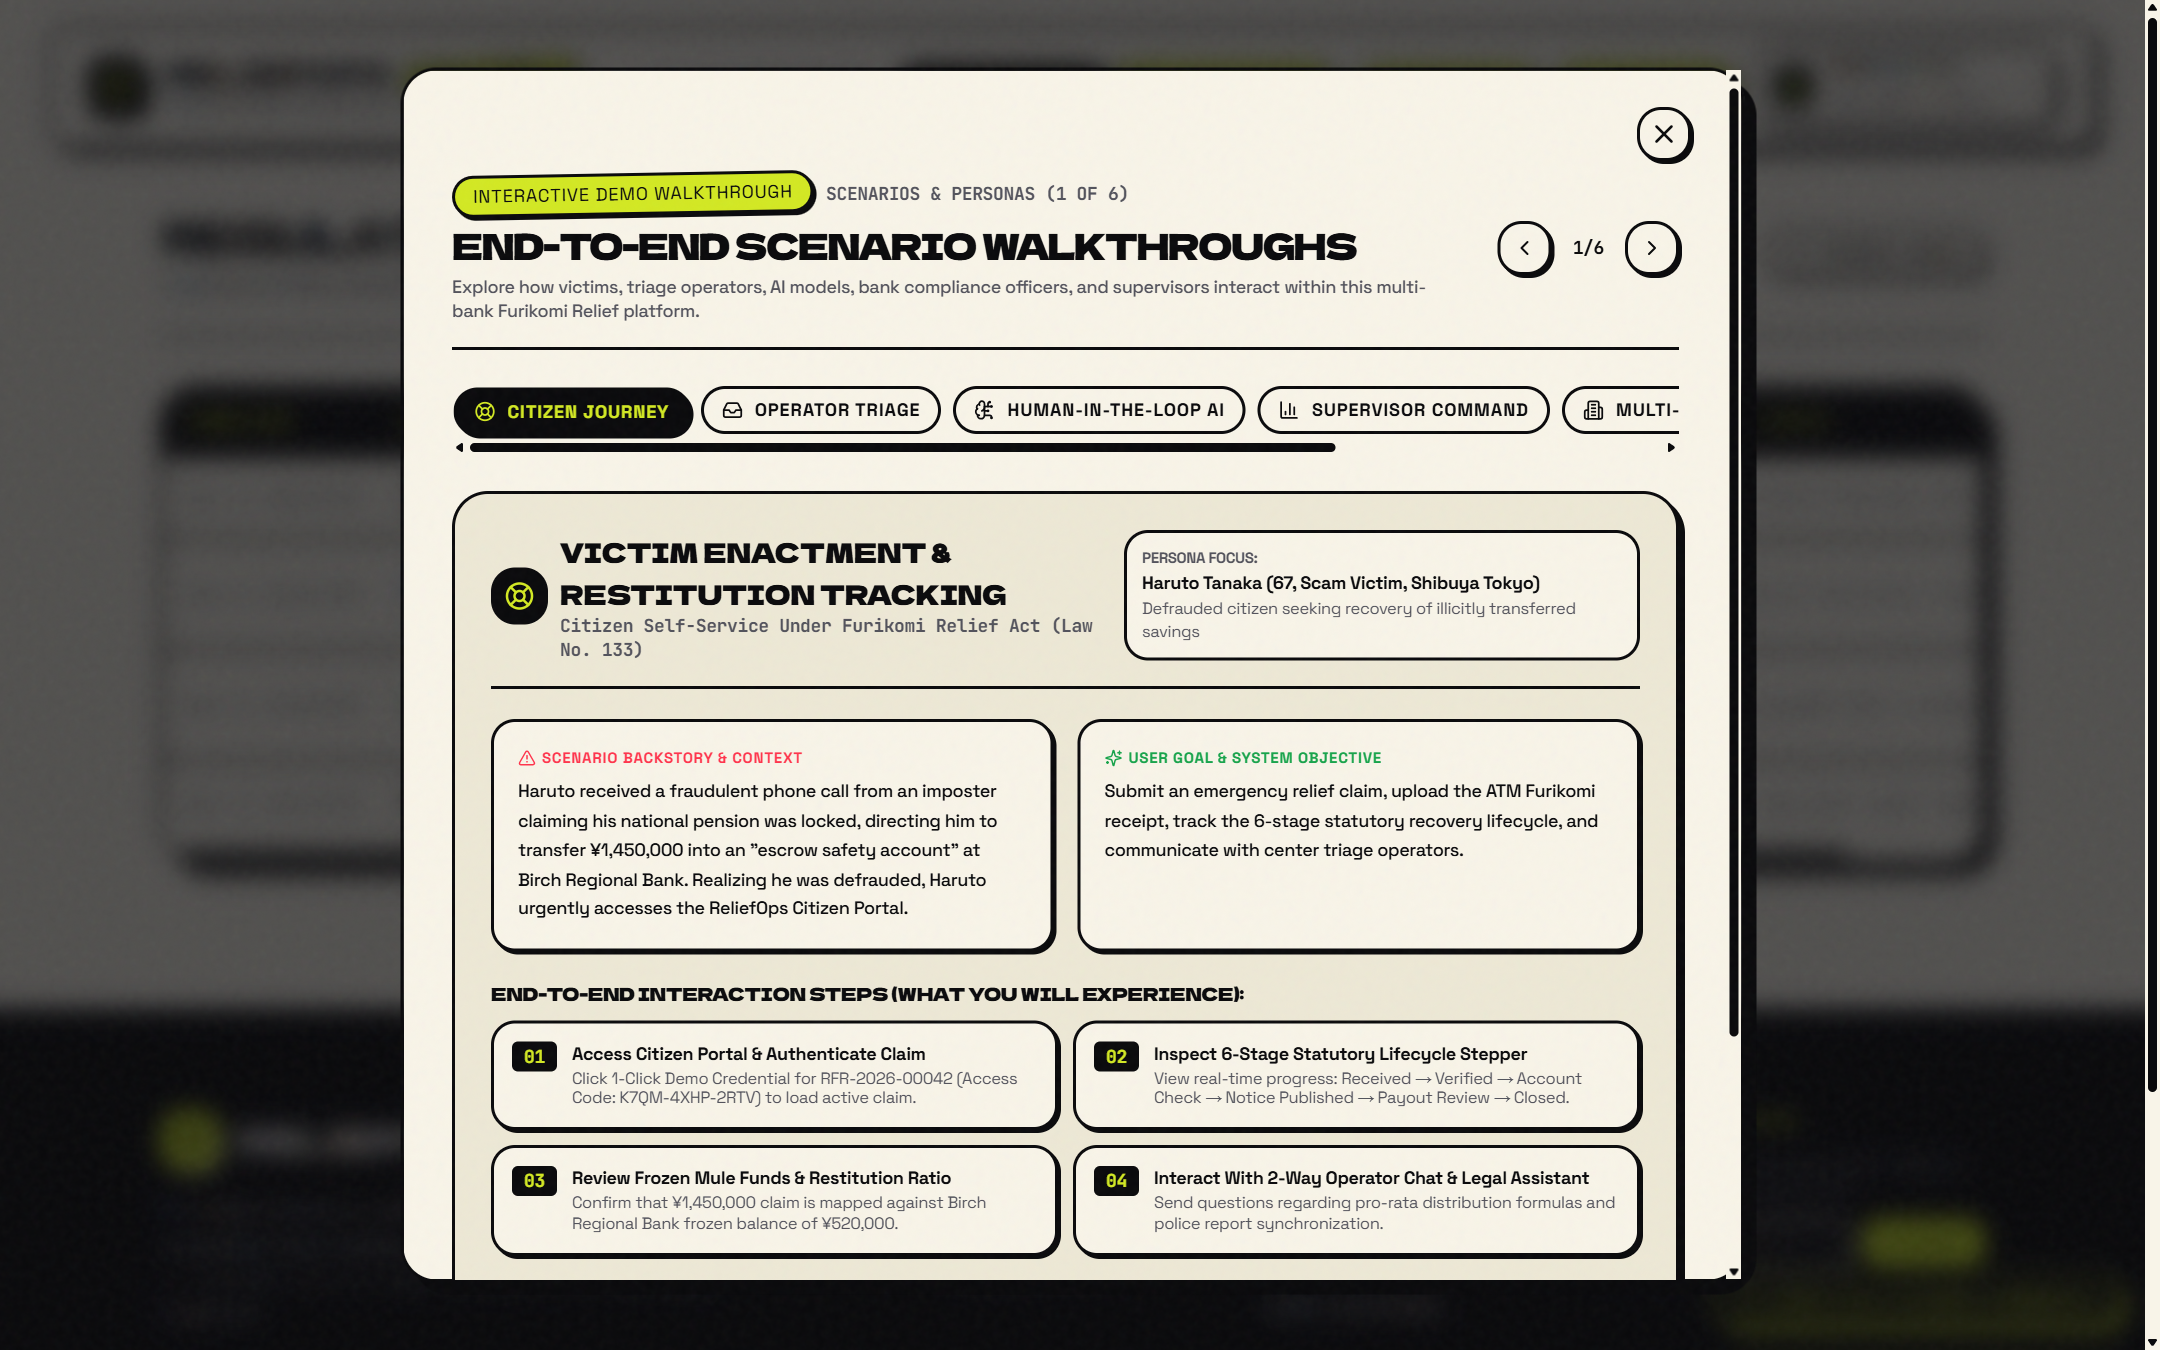 INTERACTIVE DEMO WALKTHROUGH
SCENARIOS & PERSONAS (1 OF 6)
END-TO-END SCENARIO WALKTHROUGHS
1/6
Explore how victims, triage operators, AI models, bank compliance officers, and supervisors interact within this multi-
bank Furikomi Relief platform.
CITIZEN JOURNEY
OPERATOR TRIAGE
HUMAN-IN-THE-LOOP AI
SUPERVISOR COMMAND
MULTI-
VICTIM ENACTMENT &
RESTITUTION TRACKING
Citizen Self-Service Under Furikomi Relief Act (Law
No. 133)
PERSONA FOCUS:
Haruto Tanaka (67, Scam Victim, Shibuya Tokyo)
Defrauded citizen seeking recovery of illicitly transferred
savings
SCENARIO BACKSTORY & CONTEXT
Haruto received a fraudulent phone call from an imposter
claiming his national pension was locked, directing him to
transfer ¥1,450,000 into an "escrow safety account" at
Birch Regional Bank. Realizing he was defrauded, Haruto
urgently accesses the ReliefOps Citizen Portal.
USER GOAL & SYSTEM OBJECTIVE
Submit an emergency relief claim, upload the ATM Furikomi
receipt, track the 6-stage statutory recovery lifecycle, and
communicate with center triage operators.
END-TO-END INTERACTION STEPS (WHAT YOU WILL EXPERIENCE):
01
Access Citizen Portal & Authenticate Claim
Click 1-Click Demo Credential for RFR-2026-00042 (Access
Code: K7QM-4XHP-2RTV) to load active claim.
02
Inspect 6-Stage Statutory Lifecycle Stepper
View real-time progress: Received → Verified → Account
Check → Notice Published → Payout Review → Closed.
03
Review Frozen Mule Funds & Restitution Ratio
Confirm that ¥1,450,000 claim is mapped against Birch
Regional Bank frozen balance of ¥520,000.
04
Interact With 2-Way Operator Chat & Legal Assistant
Send questions regarding pro-rata distribution formulas and
police report synchronization.